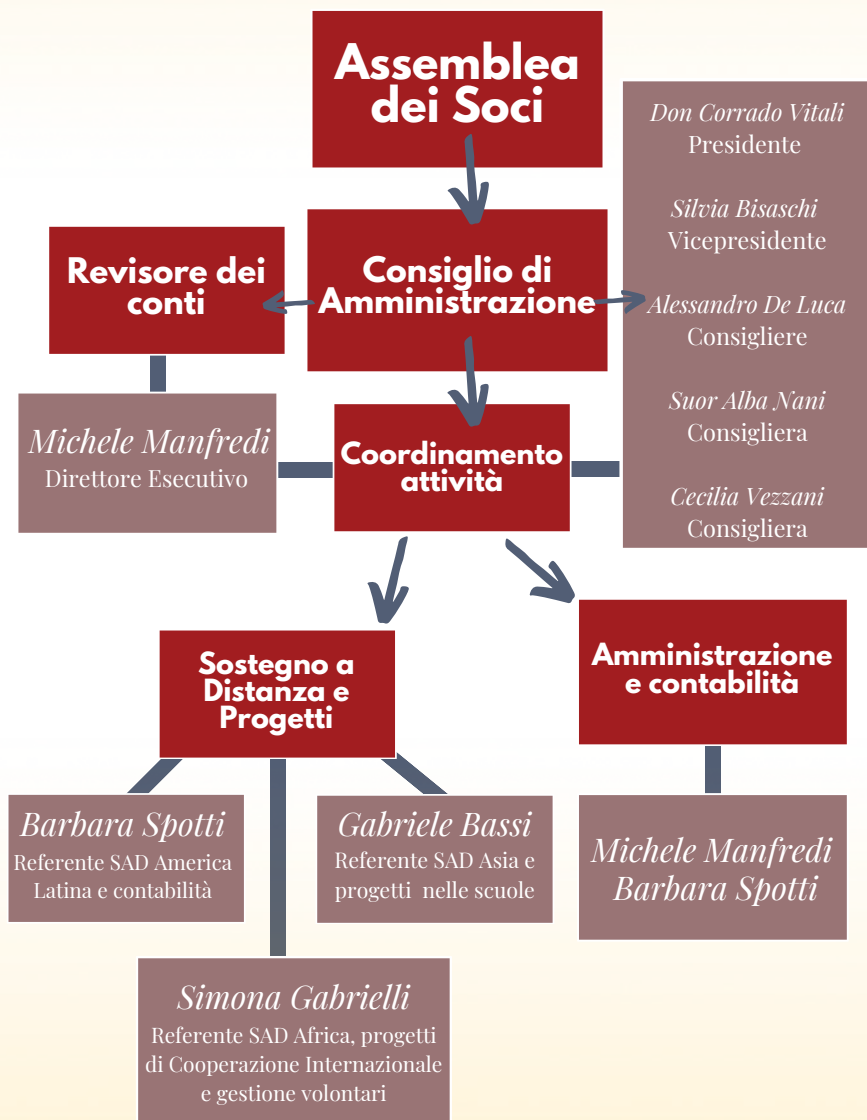 Assemblea
dei Soci
Don Corrado Vitali
Presidente
Silvia Bisaschi
Vicepresidente
Alessandro De Luca
Consigliere
Suor Alba Nani
Consigliera
Cecilia Vezzani
Consigliera
Revisore dei
conti
Consiglio di
Amministrazione
Michele Manfredi
Direttore Esecutivo
Coordinamento
attività
Sostegno a
Distanza e
Progetti
Amministrazione
e contabilità
Barbara Spotti
Referente SAD America
Latina e contabilità
Gabriele Bassi
Referente SAD Asia e
progetti nelle scuole
Michele Manfredi
Barbara Spotti
Simona Gabrielli
Referente SAD Africa, progetti
di Cooperazione Internazionale
e gestione volontari